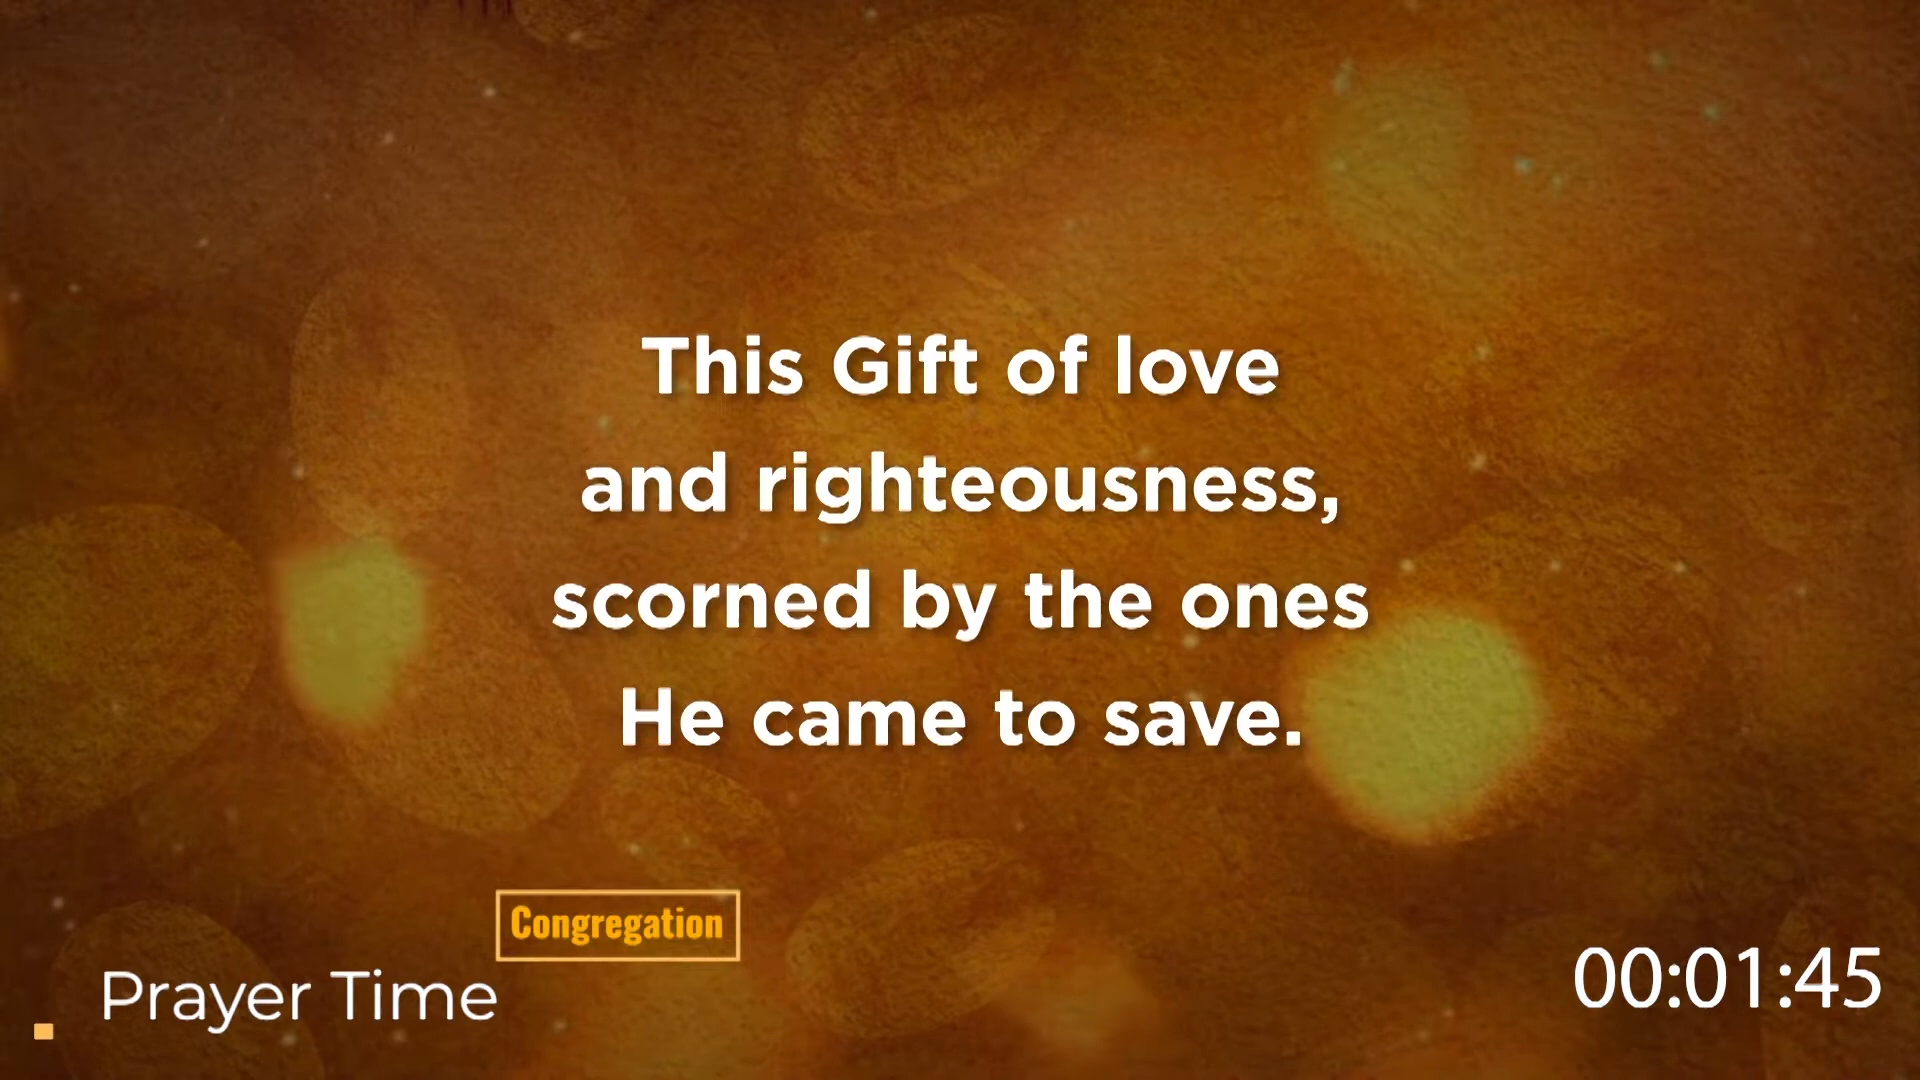 This Gift of love
and righteousness,
scorned by the ones
He came to save.
Congregation
Prayer Time
00:01:45